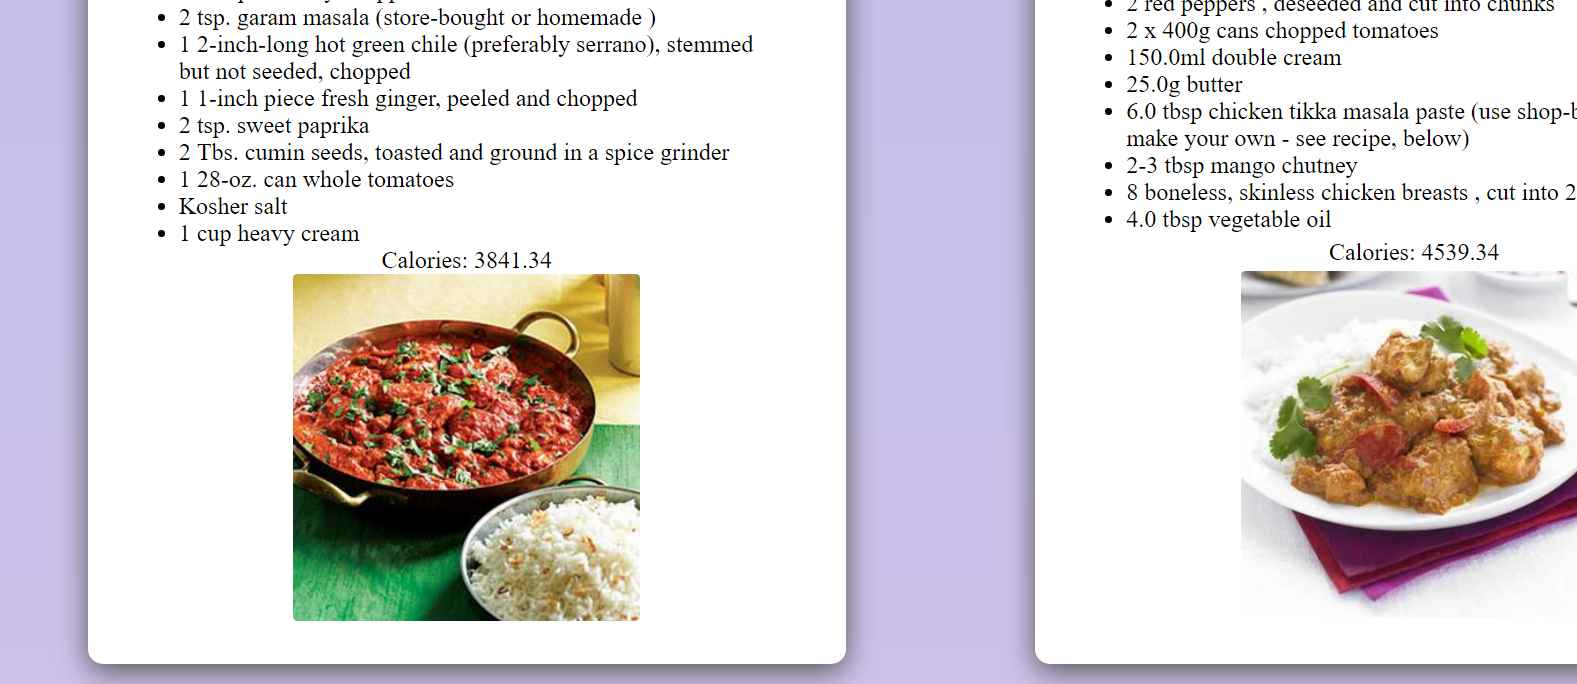 2 tsp. garam masala (store-bought or homemade )
1 2-inch-long hot green chile (preferably serrano), stemmed
but not seeded, chopped
1 1-inch piece fresh ginger, peeled and chopped
2 tsp. sweet paprika
2 Tbs. cumin seeds, toasted and ground in a spice grinder
1 28-oz. can whole tomatoes
Kosher salt
1 cup heavy cream
Calories: 3841.34
2 red peppers , deseeded and cut into chunks
2 x 400g cans chopped tomatoes
150.0ml double cream
25.0g butter
6.0 tbsp chicken tikka masala paste (use shop-b
make your own - see recipe, below)
2-3 tbsp mango chutney
8 boneless, skinless chicken breasts , cut into 2
4.0 tbsp vegetable oil
Calories: 4539.34